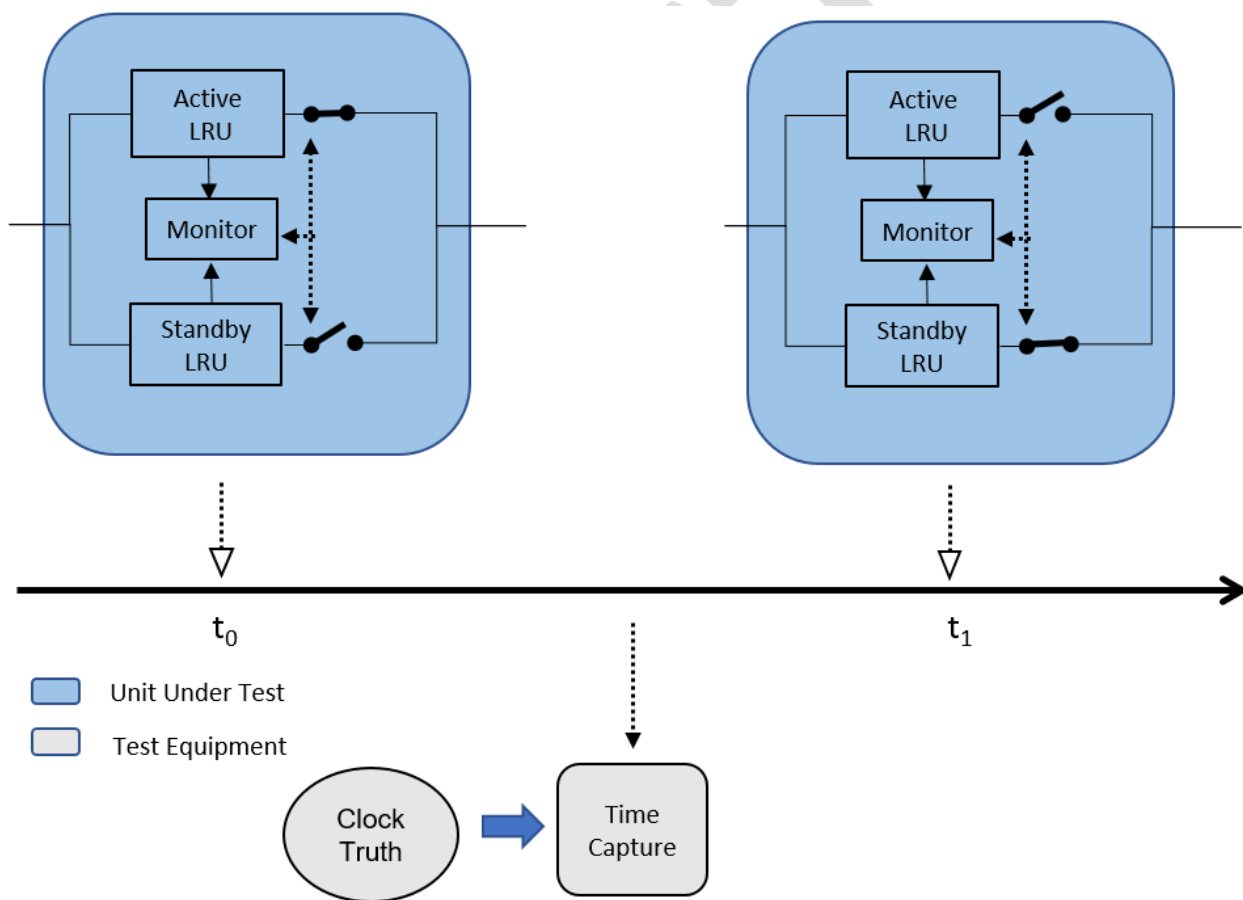 Active
LRU
Monitor
Standby
LRU
Active
LRU
Monitor
Standby
LRU
t0
t1
Unit Under Test
Test Equipment
Clock
Truth
Time
Capture